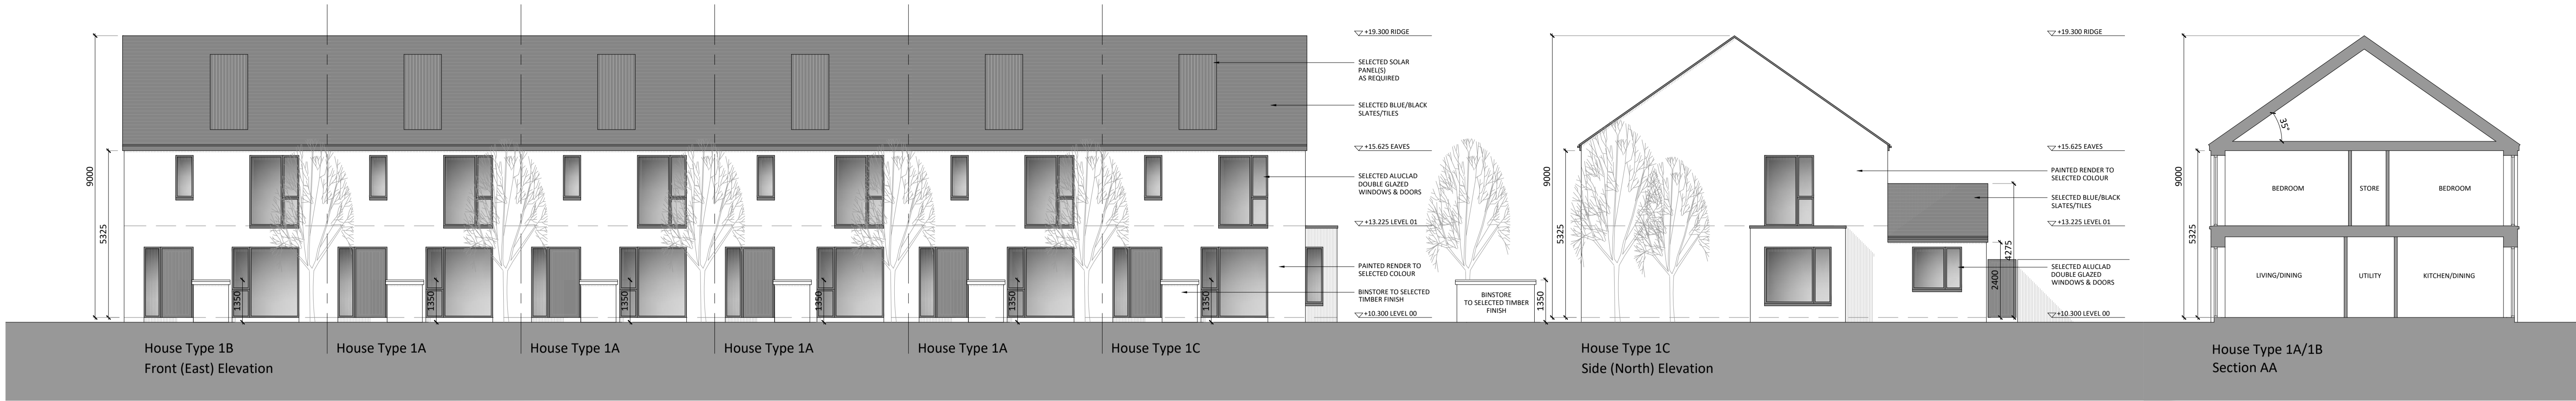 +19.300 RIDGE
SELECTED SOLAR
PANEL(S)
AS REQUIRED
SELECTED BLUE/BLACK
SLATES/TILES
+15.625 EAVES
SELECTED ALUCLAD
DOUBLE GLAZED
WINDOWS & DOORS
+13.225 LEVEL 01
PAINTED RENDER TO
SELECTED COLOUR
BINSTORE TO SELECTED
TIMBER FINISH
+10.300 LEVEL 00
9000
5325
1350
1350
1350
1350
1350
1350
House Type 1B
Front (East) Elevation
House Type 1A
House Type 1A
House Type 1A
House Type 1A
House Type 1C
BINSTORE
TO SELECTED TIMBER
FINISH
1350
9000
5325
+19.300 RIDGE
+15.625 EAVES
PAINTED RENDER TO
SELECTED COLOUR
SELECTED BLUE/BLACK
SLATES/TILES
+13.225 LEVEL 01
4275
2400
SELECTED ALUCLAD
DOUBLE GLAZED
WINDOWS & DOORS
+10.300 LEVEL 00
House Type 1C
Side (North) Elevation
9000
5325
35°
BEDROOM
STORE
BEDROOM
LIVING/DINING
UTILITY
KITCHEN/DINING
House Type 1A/1B
Section AA